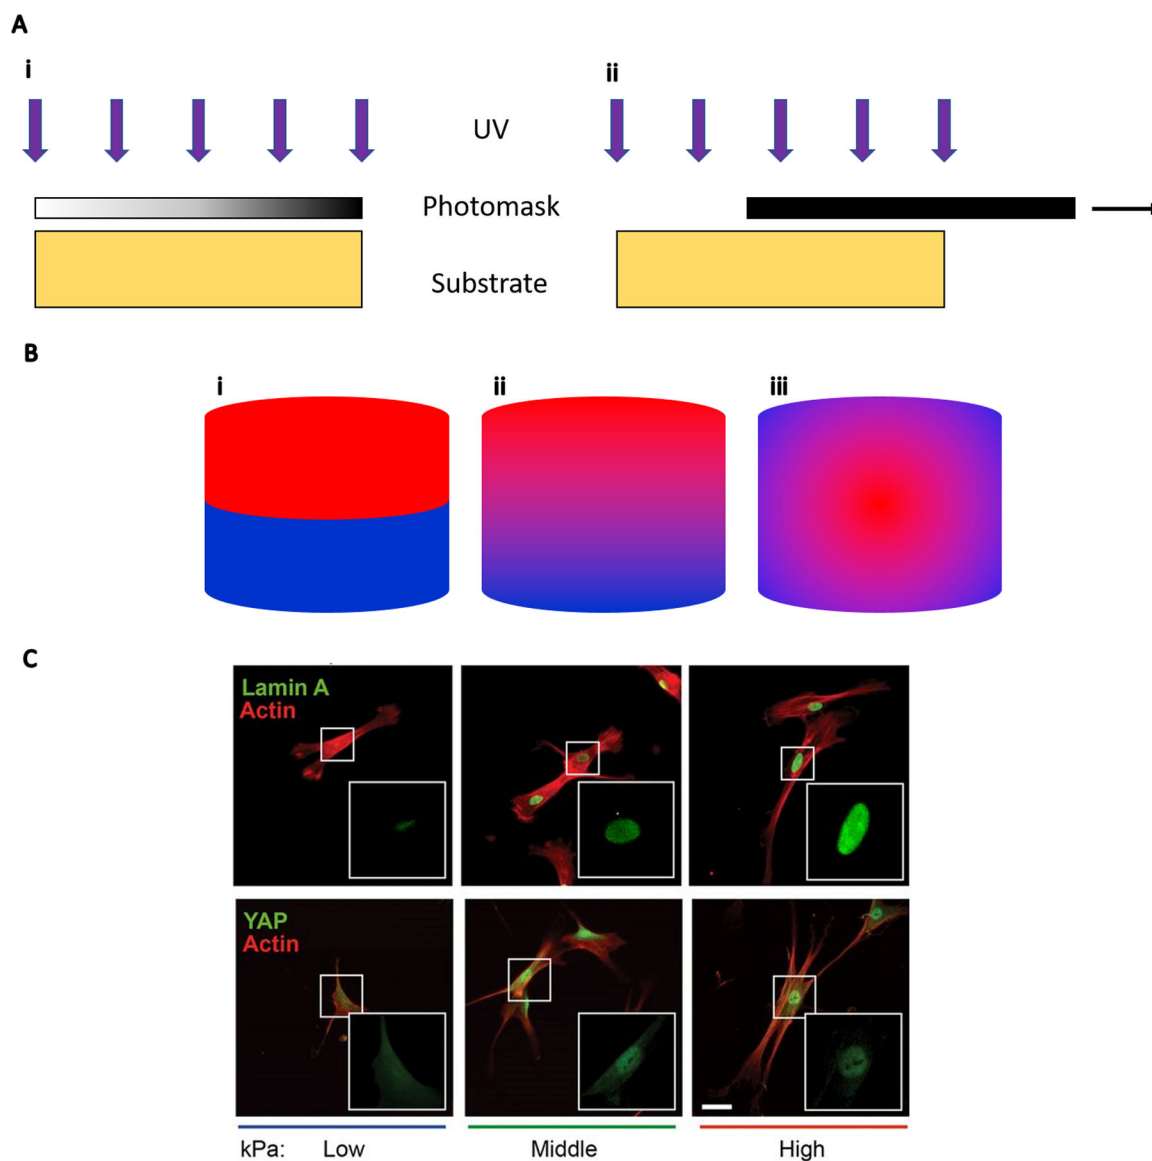 A
i
ii
UV
Photomask
Substrate
B
i
ii
iii
C
Lamin A
Actin
YAP
Actin
kPa: Low Middle High